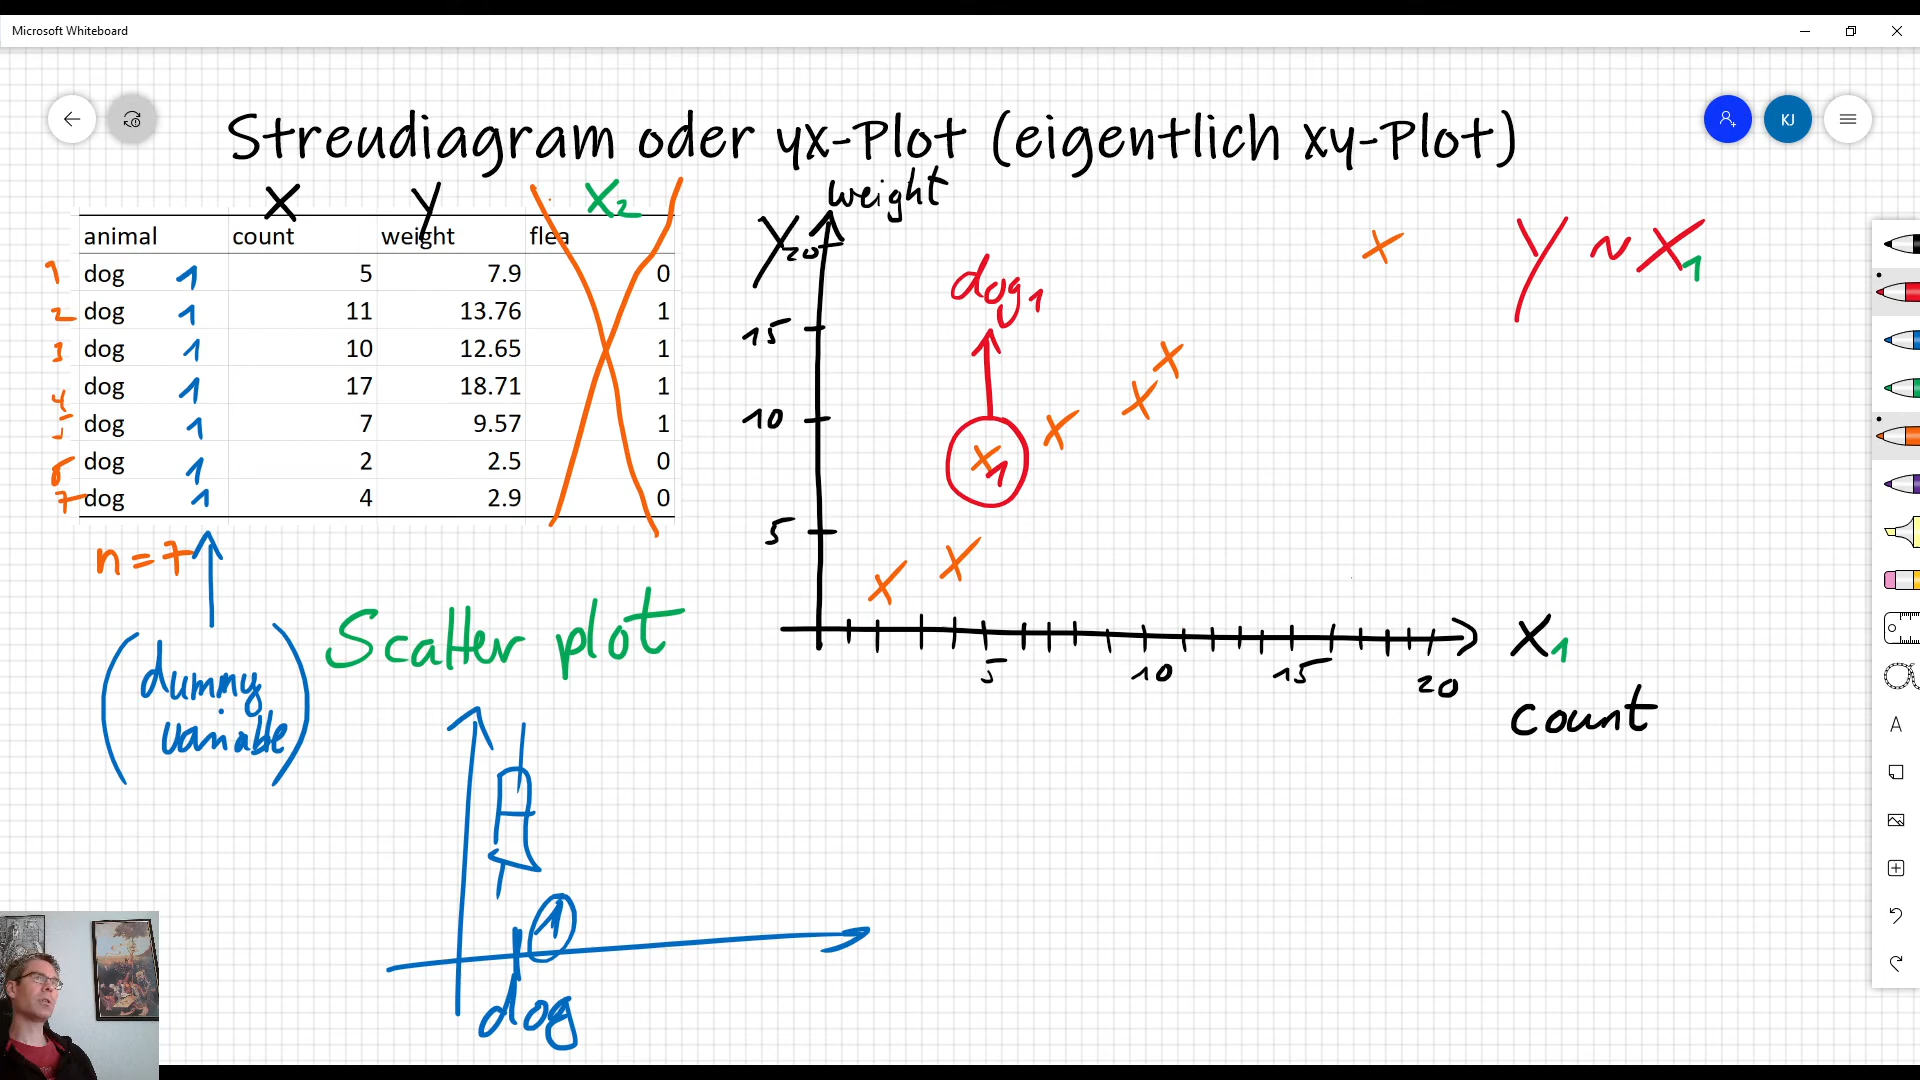 Microsoft Whiteboard
Streudiagram oder yx-Plot (eigentlich xy-Plot)
KJ
X Y X2
animal count weight flea
1 dog 1 5 7.9 0
2 dog 1 11 13.76 1
3 dog 1 10 12.65 1
4 dog 1 17 18.71 1
5 dog 1 7 9.57 1
6 dog 1 2 2.5 0
7 dog 1 4 2.9 0
n = 7
(dummy
variable)
Scatter plot
1
dog
weight
Y
20
15
10
5
dog1
1
Y ~ X1
5 10 15 20
X1
count
A